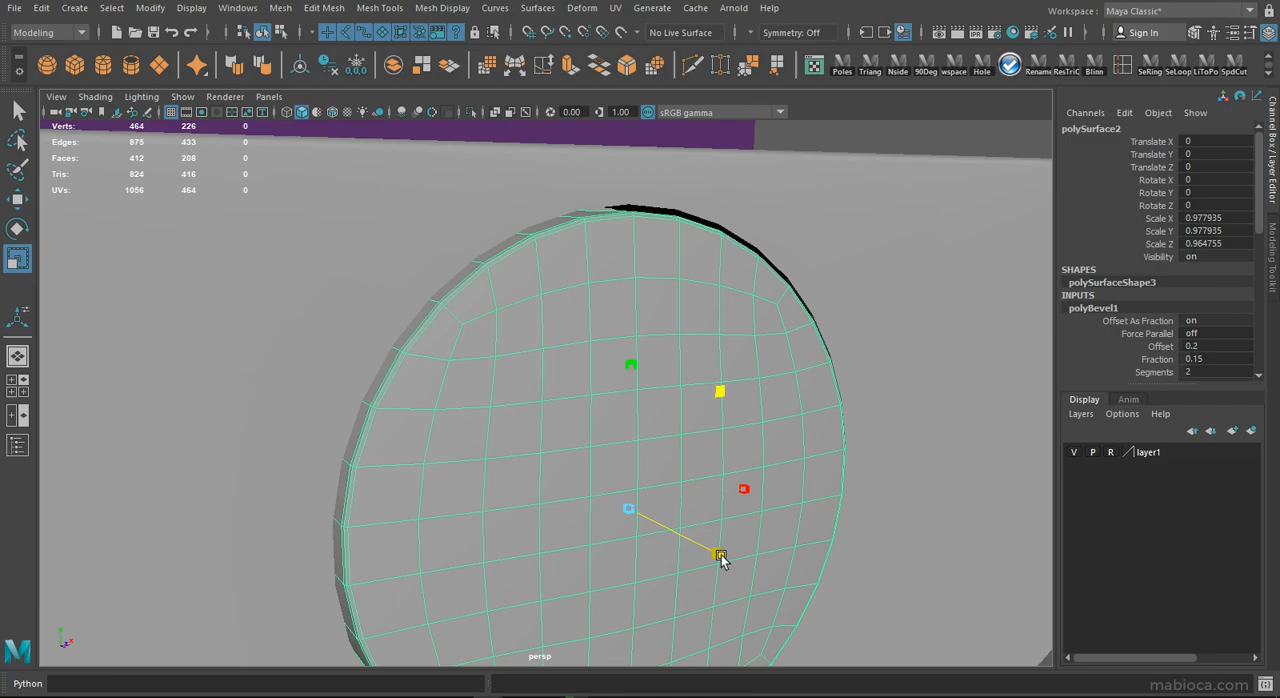 File Edit Create Select Modify Display Windows Mesh Edit Mesh Mesh Display Curves Surfaces Deform UV Generate Cache Arnold Help
Workspace : Maya Classic*
Modeling
No Live Surface
Symmetry: Off
Sign In
Poles Triang Nside 90Deg wspace Hole Rename ResTriC Blinn SeRing SeLoop LiToPo SpdCut
View Shading Lighting Show Renderer Panels
0.00 1.00 sRGB gamma
Verts: 464 226 0
Edges: 875 433 0
Faces: 412 208 0
Tris: 824 416 0
UVs: 1056 464 0
persp
Channels Edit Object Show
polySurface2
Translate X 0
Translate Y 0
Translate Z 0
Rotate X 0
Rotate Y 0
Rotate Z 0
Scale X 0.977935
Scale Y 0.977935
Scale Z 0.964755
Visibility on
SHAPES
polySurfaceShape3
INPUTS
polyBevel1
Offset As Fraction on
Force Parallel off
Offset 0.2
Fraction 0.15
Segments 2
Display Anim
Layers Options Help
V P R layer1
Channel Box / Layer Editor
Modeling Toolkit
Python
mabioca.com